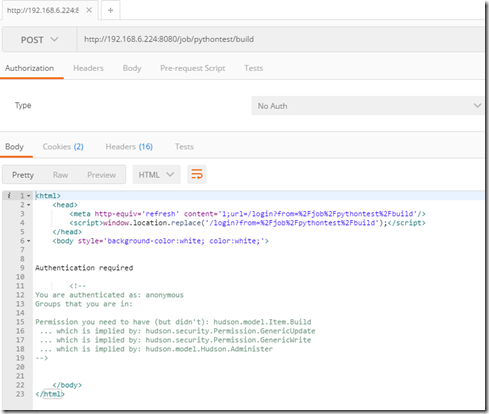 http://192.168.6.224:8
POST http://192.168.6.224:8080/job/pythontest/build
Authorization Headers Body Pre-request Script Tests
Type No Auth
Body Cookies (2) Headers (16) Tests
Pretty Raw Preview HTML
i 1 <html>
2 <head>
3 <meta http-equiv='refresh' content='1;url=/login?from=%2Fjob%2Fpythontest%2Fbuild'/>
4 <script>window.location.replace('/login?from=%2Fjob%2Fpythontest%2Fbuild');</script>
5 </head>
6 <body style='background-color:white; color:white;'>
7
8
9 Authentication required
10
11 <!--
12 You are authenticated as: anonymous
13 Groups that you are in:
14
15 Permission you need to have (but didn't): hudson.model.Item.Build
16 ... which is implied by: hudson.security.Permission.GenericUpdate
17 ... which is implied by: hudson.security.Permission.GenericWrite
18 ... which is implied by: hudson.model.Hudson.Administer
19 -->
20
21
22 </body>
23 </html>